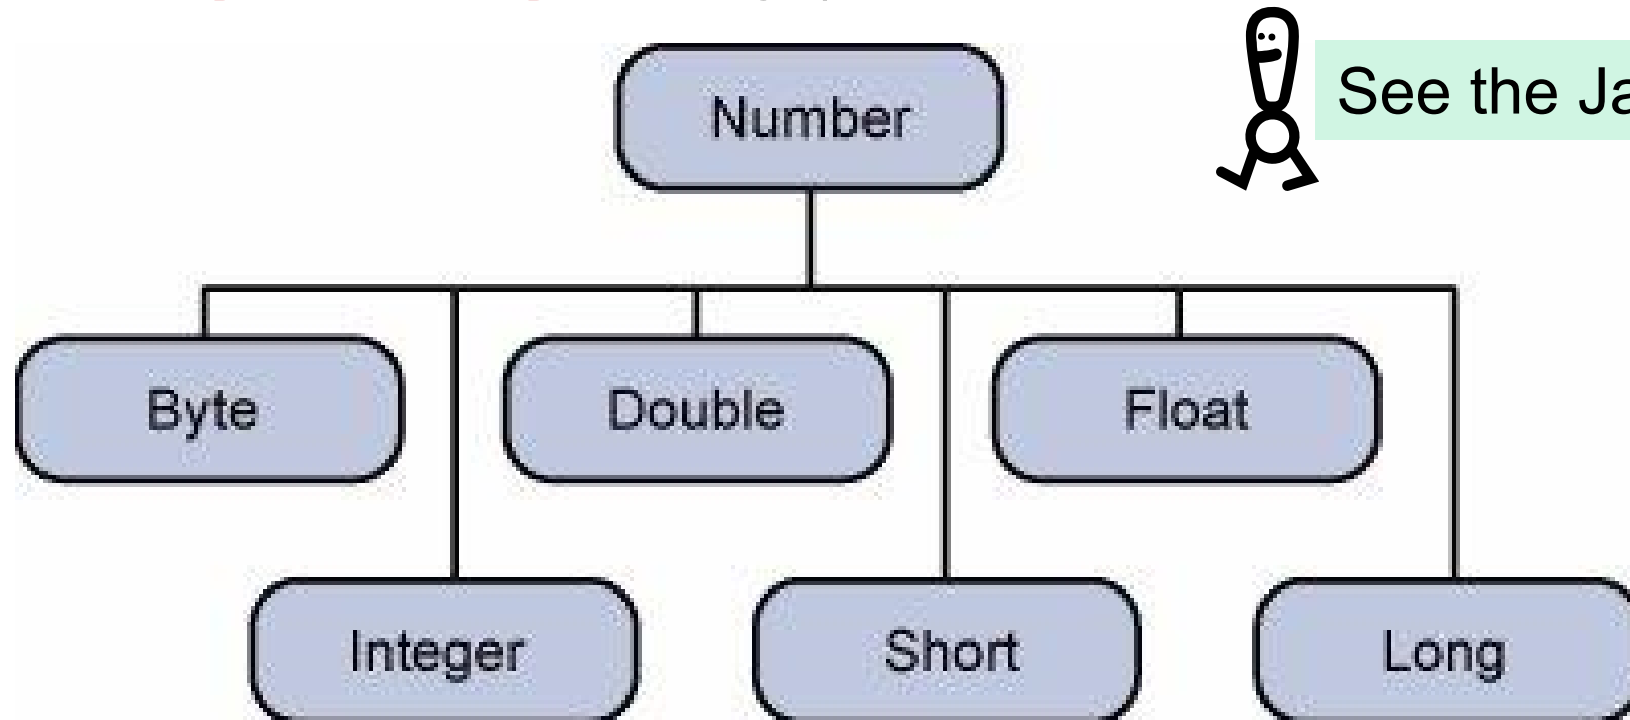 Number
See the Ja
Byte
Double
Float
Integer
Short
Long